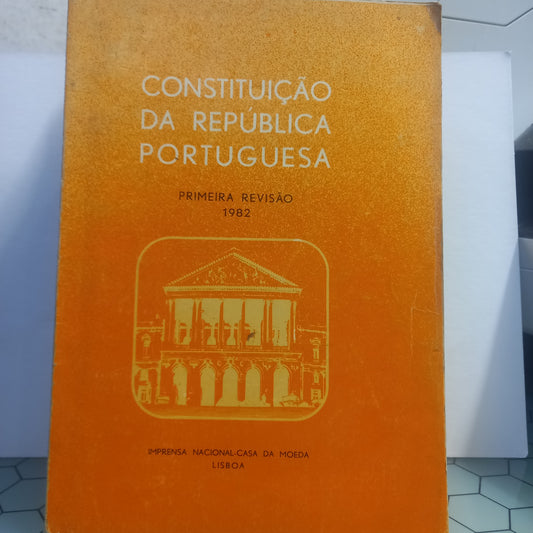 CONSTITUIÇÃO
DA REPÚBLICA
PORTUGUESA
PRIMEIRA REVISÃO
1982
IMPRENSA NACIONAL-CASA DA MOEDA
LISBOA